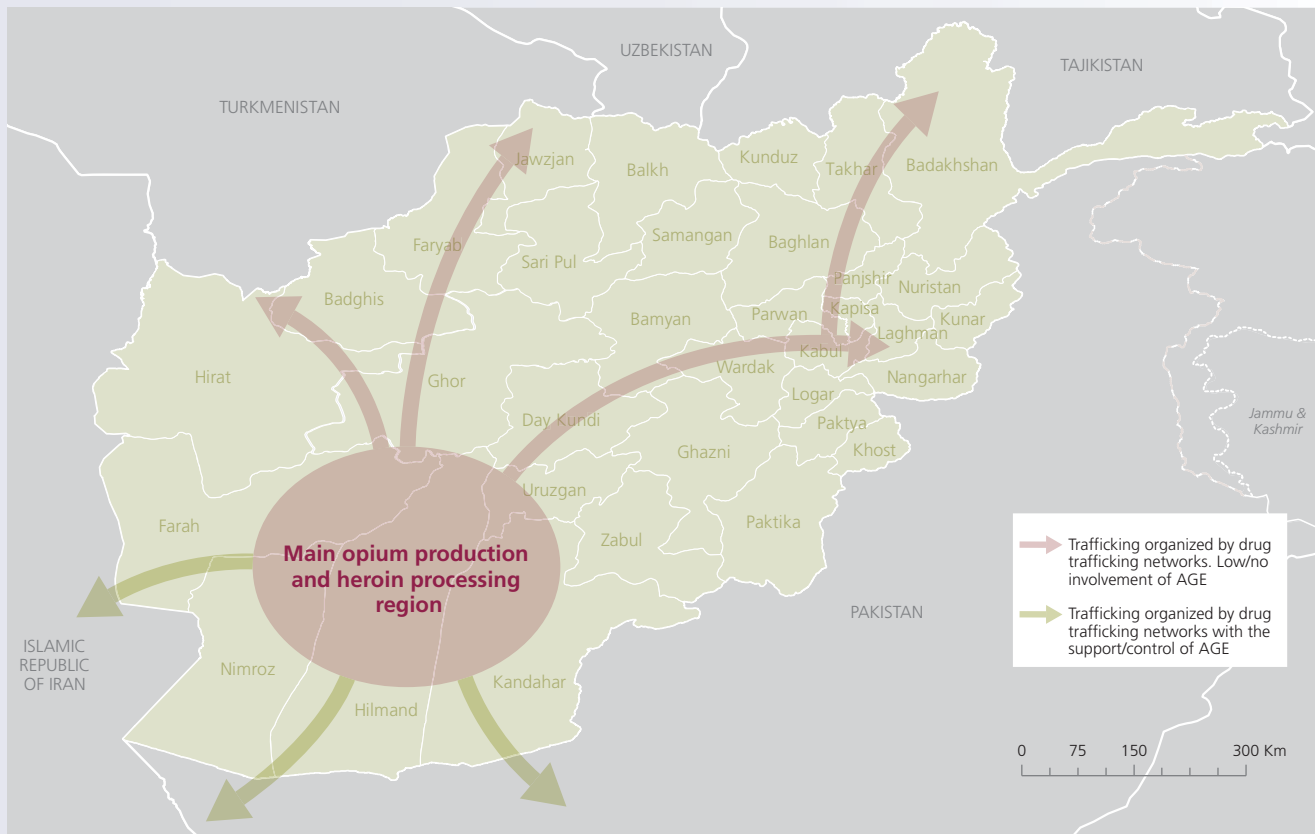 UZBEKISTAN
TAJIKISTAN
TURKMENISTAN
Jawzjan
Balkh
Kunduz
Takhar
Badakhshan
Faryab
Sari Pul
Samangan
Baghlan
Panjshir
Nuristan
Badghis
Bamyan
Parwan
Kapisa
Kunar
Laghman
Kabul
Hirat
Ghor
Wardak
Nangarhar
Logar
Day Kundi
Paktya
Jammu &
Kashmir
Ghazni
Khost
Uruzgan
Farah
Zabul
Paktika
Main opium production
and heroin processing
region
Trafficking organized by drug
trafficking networks. Low/no
involvement of AGE
Trafficking organized by drug
trafficking networks with the
support/control of AGE
PAKISTAN
ISLAMIC
REPUBLIC
OF IRAN
Nimroz
Kandahar
Hilmand
0 75 150 300 Km